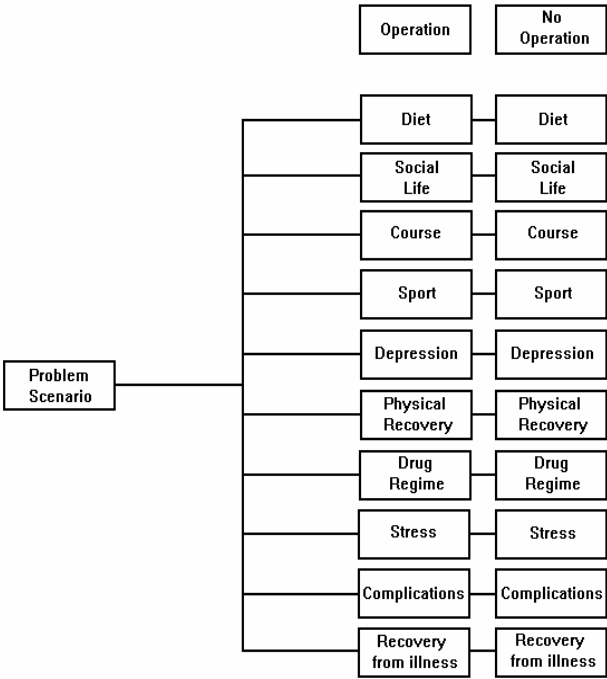 Operation
No
Operation
Diet
Diet
Social
Life
Social
Life
Course
Course
Sport
Sport
Depression
Depression
Problem
Scenario
Physical
Recovery
Physical
Recovery
Drug
Regime
Drug
Regime
Stress
Stress
Complications
Complications
Recovery
from illness
Recovery
from illness